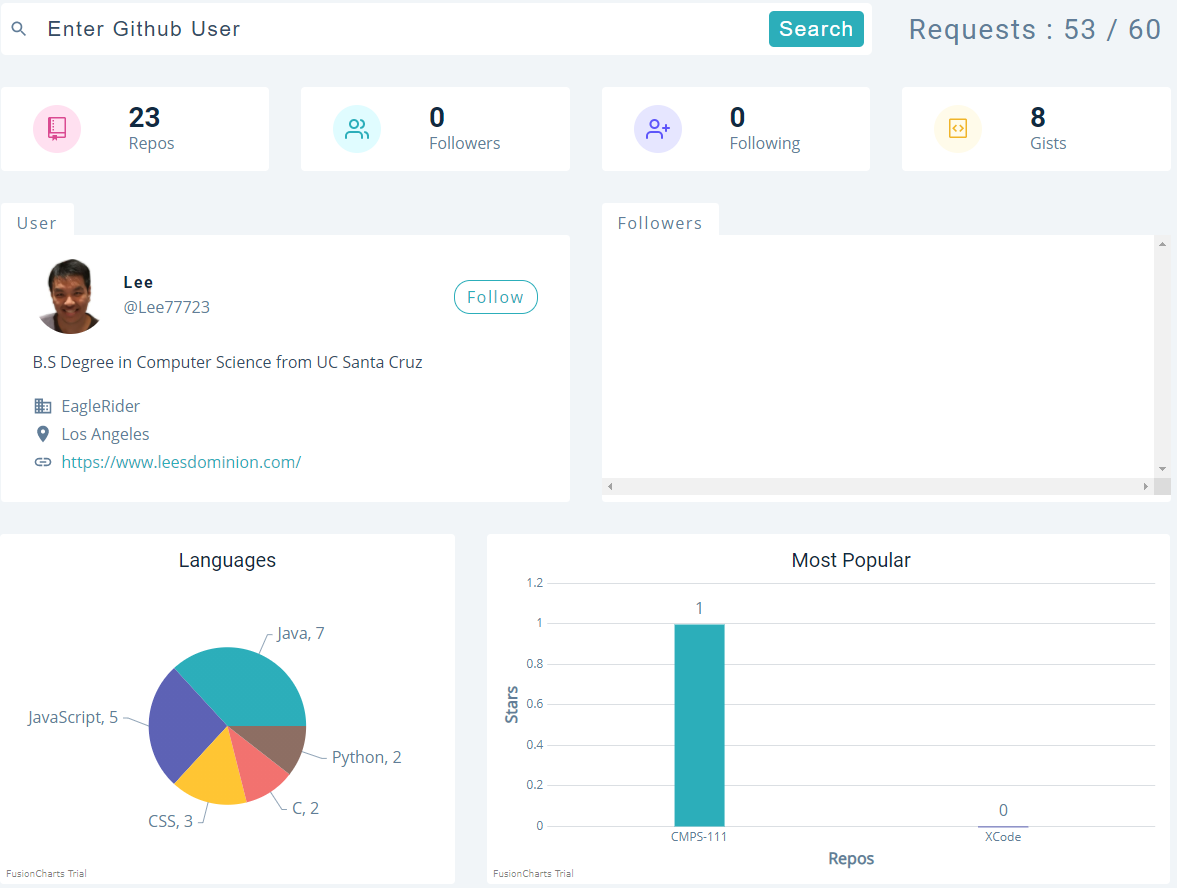 Enter Github User
Search
Requests : 53 / 60
23
Repos
0
Followers
0
Following
8
Gists
User
Lee
@Lee77723
Follow
B.S Degree in Computer Science from UC Santa Cruz
EagleRider
Los Angeles
https://www.leesdominion.com/
Followers
Languages
Java, 7
JavaScript, 5
Python, 2
C, 2
CSS, 3
FusionCharts Trial
Most Popular
1.2
1
0.8
0.6
0.4
0.2
0
Stars
1
0
CMPS-111
XCode
Repos
FusionCharts Trial